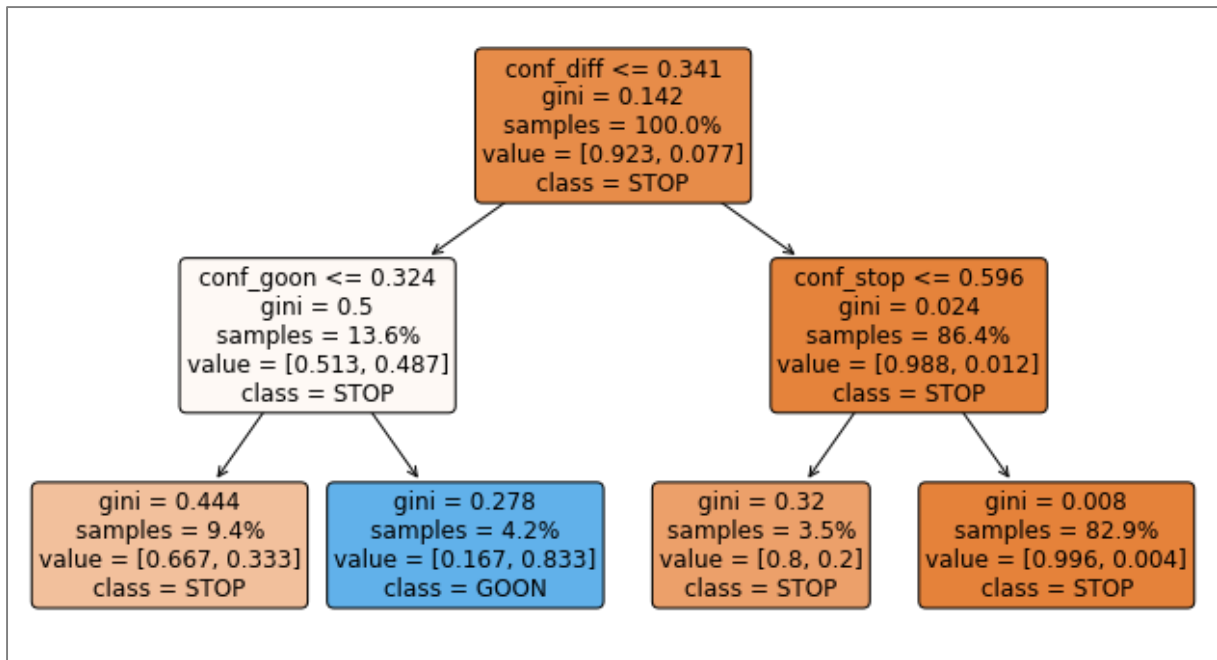 conf_diff <= 0.341
gini = 0.142
samples = 100.0%
value = [0.923, 0.077]
class = STOP
conf_goon <= 0.324
gini = 0.5
samples = 13.6%
value = [0.513, 0.487]
class = STOP
conf_stop <= 0.596
gini = 0.024
samples = 86.4%
value = [0.988, 0.012]
class = STOP
gini = 0.444
samples = 9.4%
value = [0.667, 0.333]
class = STOP
gini = 0.278
samples = 4.2%
value = [0.167, 0.833]
class = GOON
gini = 0.32
samples = 3.5%
value = [0.8, 0.2]
class = STOP
gini = 0.008
samples = 82.9%
value = [0.996, 0.004]
class = STOP